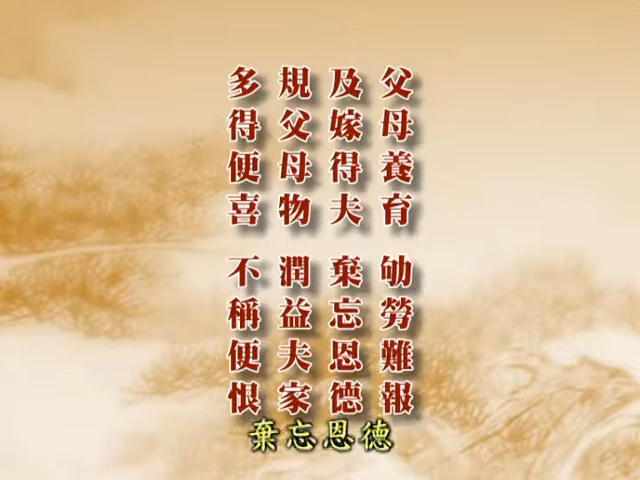 父母養育 劬勞難報
及嫁得夫 棄忘恩德
規父母物 潤益夫家
多得便喜 不稱便恨
棄忘恩德